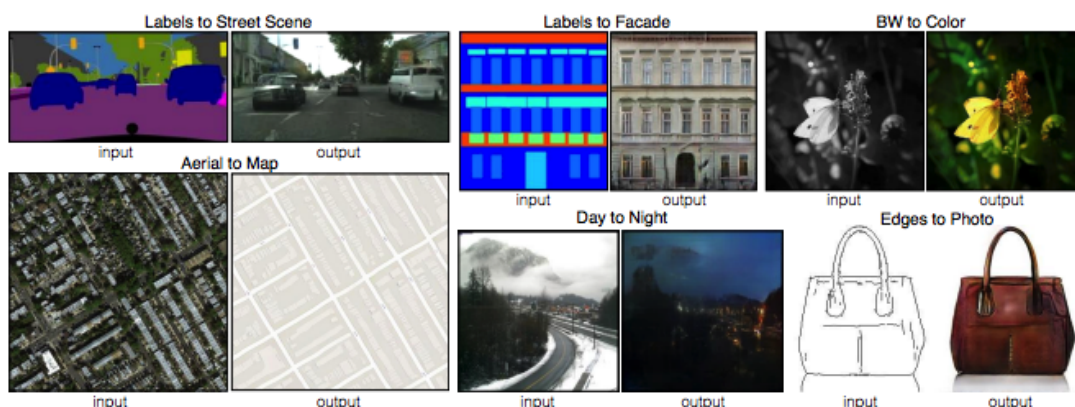 Labels to Street Scene
input output
Aerial to Map
input output
Labels to Facade
input output
Day to Night
input output
BW to Color
input output
Edges to Photo
input output